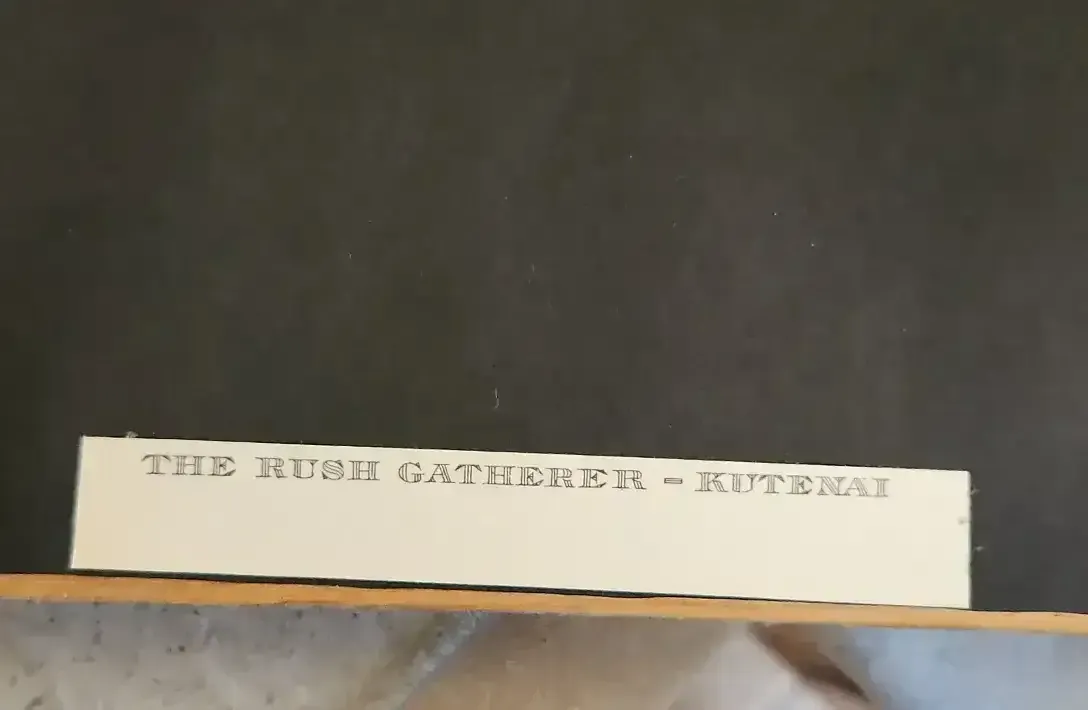 THE RUSH GATHERER - KUTENAI